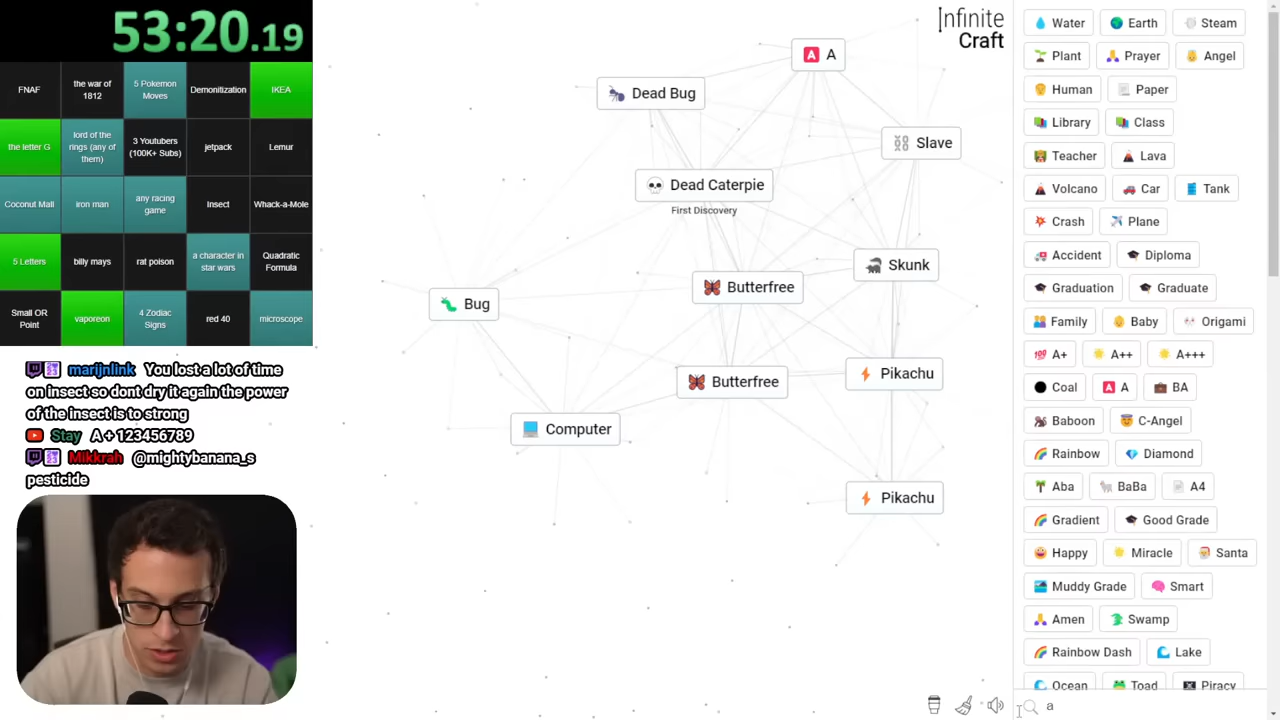 53:20.19
FNAF
the war of
1812
5 Pokemon
Moves
Demonitization
IKEA
the letter G
lord of the
rings (any of
them)
3 Youtubers
(100K+ Subs)
jetpack
Lemur
Coconut Mall
iron man
any racing
game
Insect
Whack-a-Mole
5 Letters
billy mays
rat poison
a character in
star wars
Quadratic
Formula
Small OR
Point
vaporeon
4 Zodiac
Signs
red 40
microscope
marijnlink You lost a lot of time
on insect so dont dry it again the power
of the insect is to strong
Stay A + 123456789
Mikkrah @mightybanana_s
pesticide
Infinite
Craft
A
Dead Bug
Slave
Dead Caterpie
First Discovery
Skunk
Butterfree
Bug
Pikachu
Butterfree
Computer
Pikachu
Water Earth Steam
Plant Prayer Angel
Human Paper
Library Class
Teacher Lava
Volcano Car Tank
Crash Plane
Accident Diploma
Graduation Graduate
Family Baby Origami
A+ A++ A+++
Coal A BA
Baboon C-Angel
Rainbow Diamond
Aba BaBa A4
Gradient Good Grade
Happy Miracle Santa
Muddy Grade Smart
Amen Swamp
Rainbow Dash Lake
Ocean Toad Piracy
a